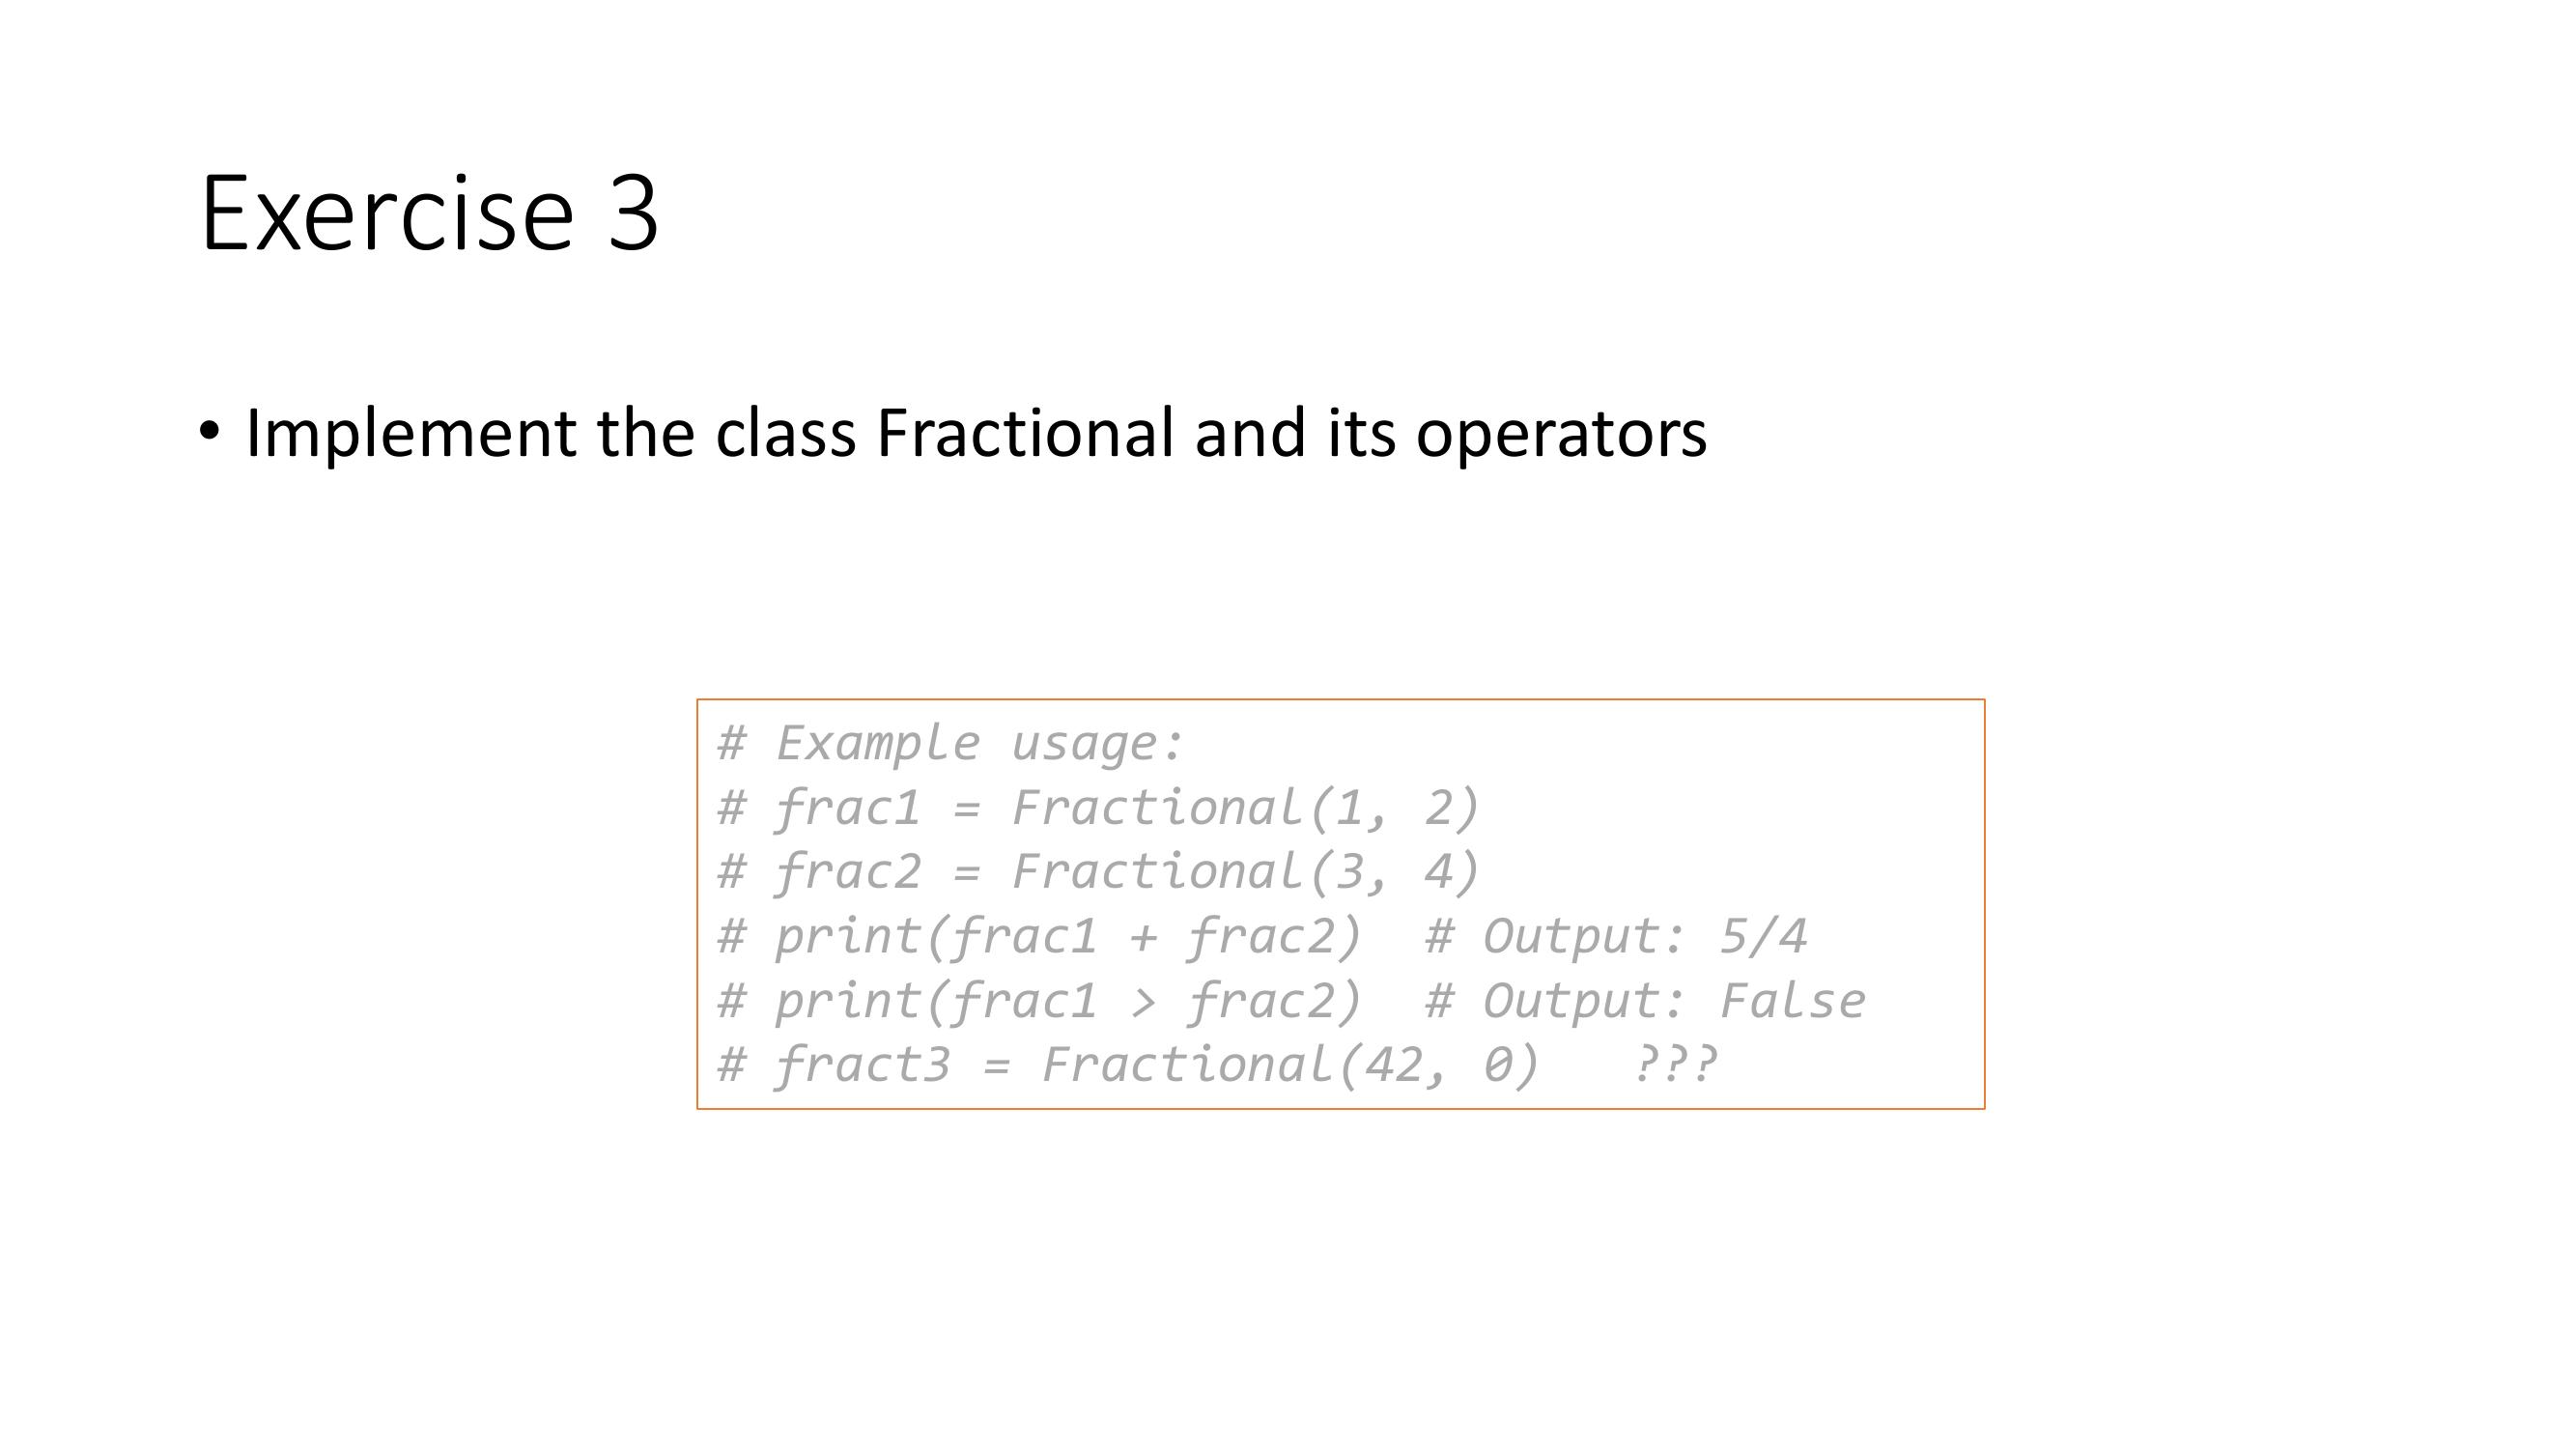 Exercise 3
• Implement the class Fractional and its operators
# Example usage:
# frac1 = Fractional(1, 2)
# frac2 = Fractional(3, 4)
# print(frac1 + frac2)  # Output: 5/4
# print(frac1 > frac2)  # Output: False
# fract3 = Fractional(42, 0)   ???